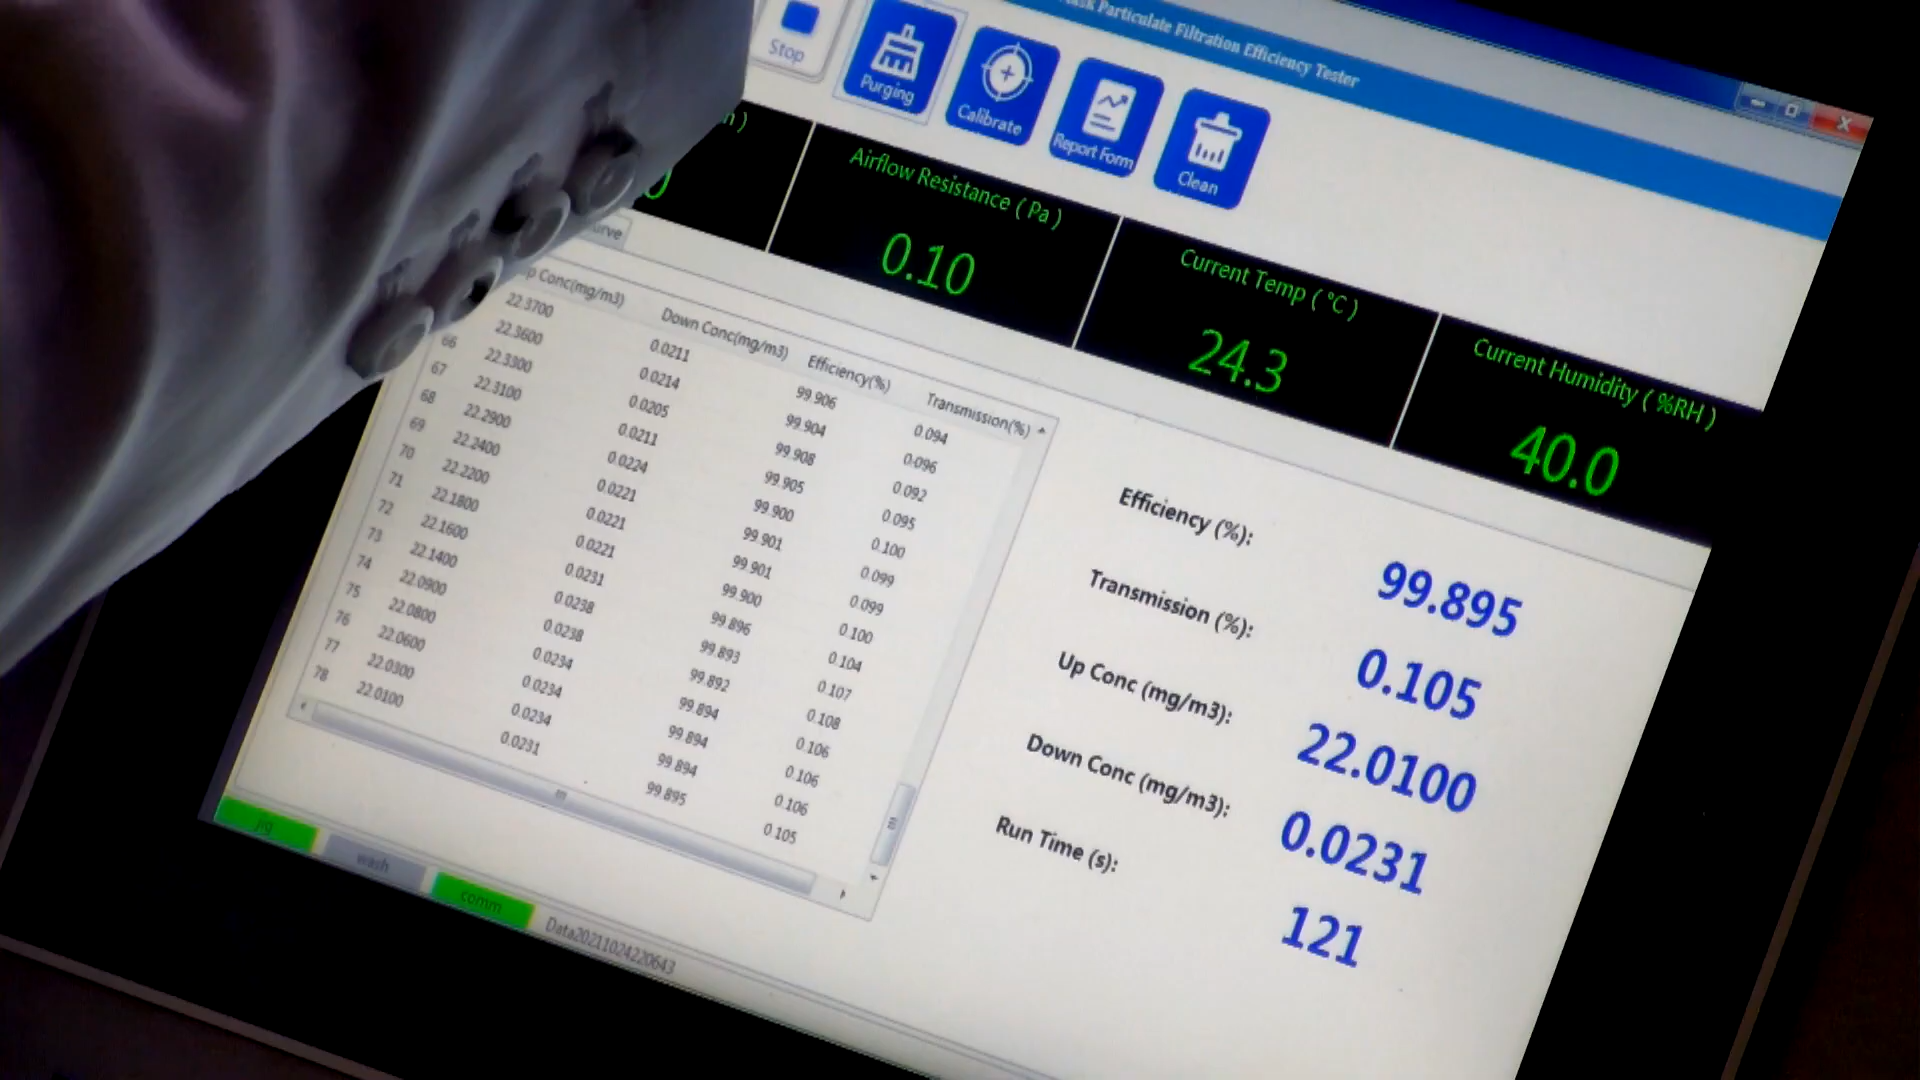 Mask Particulate Filtration Efficiency Tester
Stop
Purging
Calibrate
Report Form
Clean
Airflow Resistance ( Pa )
0.10
Current Temp ( °C )
24.3
Current Humidity ( %RH )
40.0
Conc(mg/m3) Down Conc(mg/m3) Efficiency(%) Transmission(%)
22.3700 0.0211 99.906 0.094
22.3600 0.0214 99.904 0.096
66 22.3300 0.0205 99.908 0.092
67 22.3100 0.0211 99.905 0.095
68 22.2900 0.0224 99.900 0.100
69 22.2400 0.0221 99.901 0.099
70 22.2200 0.0221 99.901 0.099
71 22.1800 0.0221 99.900 0.100
72 22.1600 0.0231 99.896 0.104
73 22.1400 0.0238 99.893 0.107
74 22.0900 0.0238 99.892 0.108
75 22.0800 0.0234 99.894 0.106
76 22.0600 0.0234 99.894 0.106
77 22.0300 0.0234 99.894 0.106
78 22.0100 0.0231 99.895 0.105
Efficiency (%): 99.895
Transmission (%): 0.105
Up Conc (mg/m3): 22.0100
Down Conc (mg/m3): 0.0231
Run Time (s): 121
jig
wash
comm
Data20211024220643